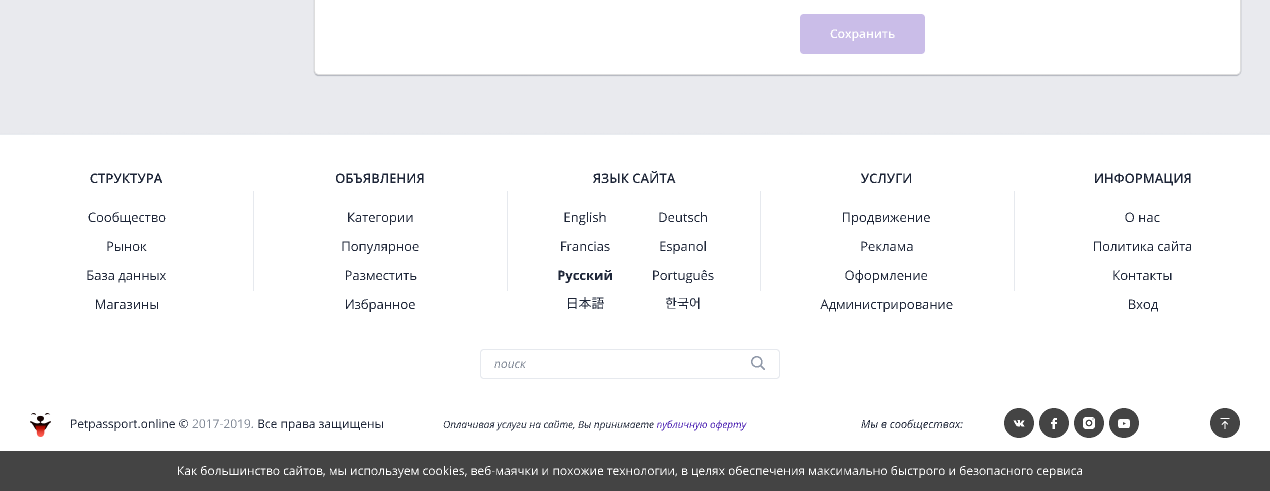 Сохранить
СТРУКТУРА
Сообщество
Рынок
База данных
Магазины
ОБЪЯВЛЕНИЯ
Категории
Популярное
Разместить
Избранное
ЯЗЫК САЙТА
English Deutsch
Francias Espanol
Русский Português
日本語 한국어
УСЛУГИ
Продвижение
Реклама
Оформление
Администрирование
ИНФОРМАЦИЯ
О нас
Политика сайта
Контакты
Вход
поиск
Petpassport.online © 2017-2019. Все права защищены
Оплачивая услуги на сайте, Вы принимаете публичную оферту
Мы в сообществах:
Как большинство сайтов, мы используем cookies, веб-маячки и похожие технологии, в целях обеспечения максимально быстрого и безопасного сервиса